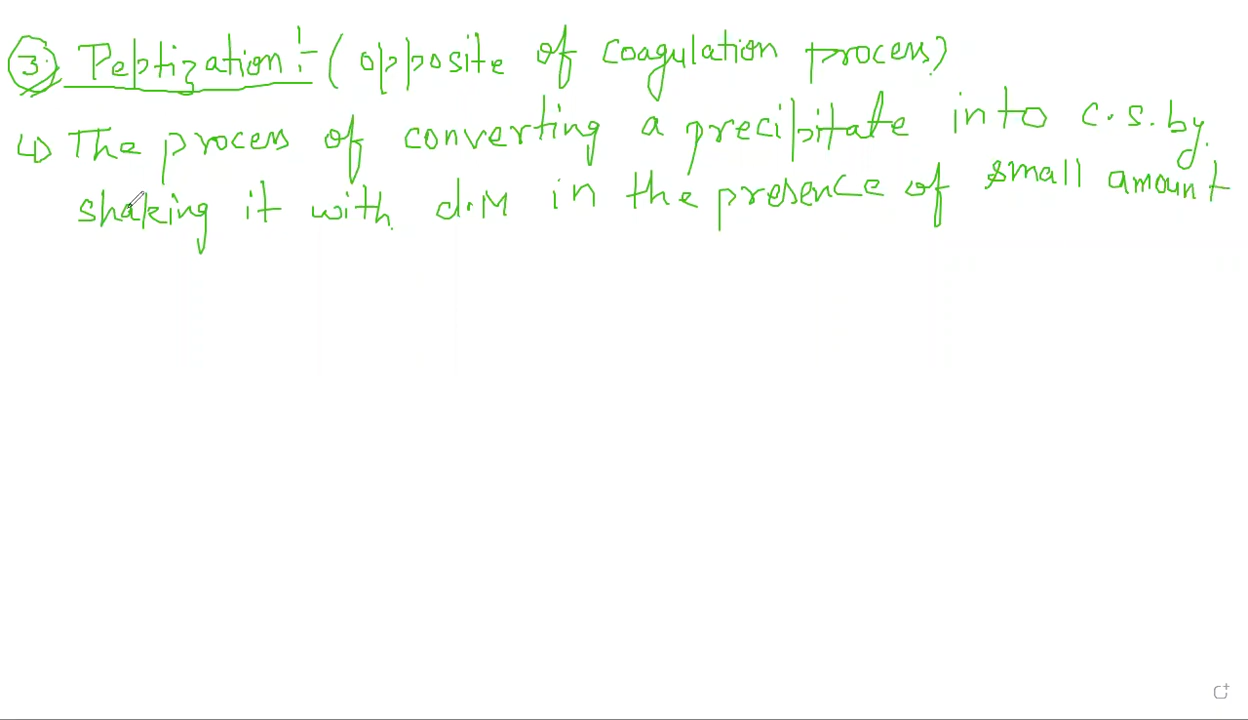 ③ Peptization :- (opposite of coagulation process)
↳ The process of converting a precipitate into c.s. by
shaking it with d.M in the presence of small amount